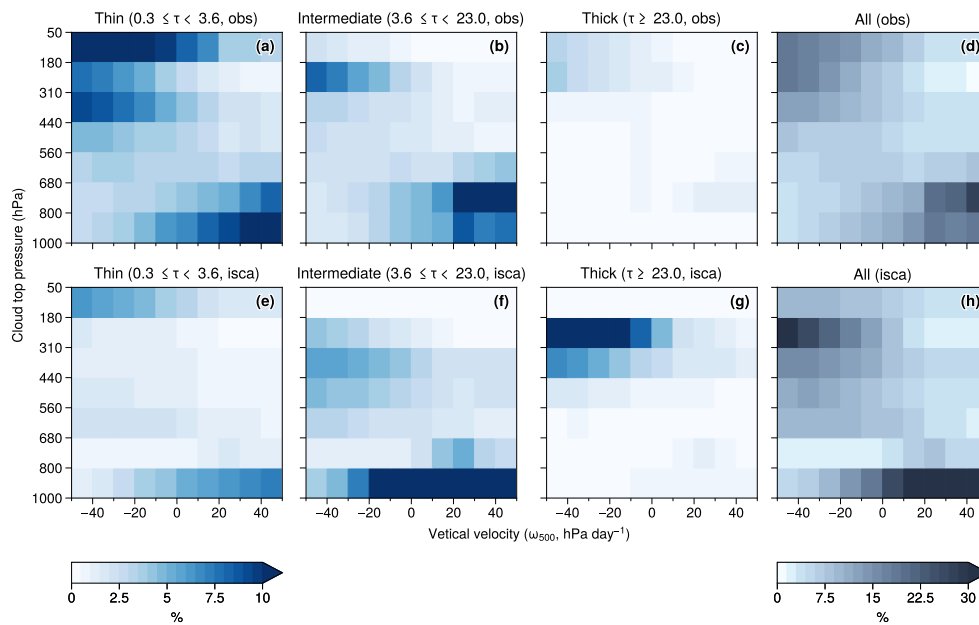 Thin (0.3 ≤ τ < 3.6, obs)
Intermediate (3.6 ≤ τ < 23.0, obs)
Thick (τ ≥ 23.0, obs)
All (obs)
(a)
(b)
(c)
(d)
50
180
310
440
560
680
800
1000
Cloud top pressure (hPa)
Thin (0.3 ≤ τ < 3.6, isca)
Intermediate (3.6 ≤ τ < 23.0, isca)
Thick (τ ≥ 23.0, isca)
All (isca)
(e)
(f)
(g)
(h)
50
180
310
440
560
680
800
1000
−40 −20 0 20 40
−40 −20 0 20 40
−40 −20 0 20 40
−40 −20 0 20 40
Vetical velocity (ω₅₀₀, hPa day⁻¹)
0 2.5 5 7.5 10
%
0 7.5 15 22.5 30
%